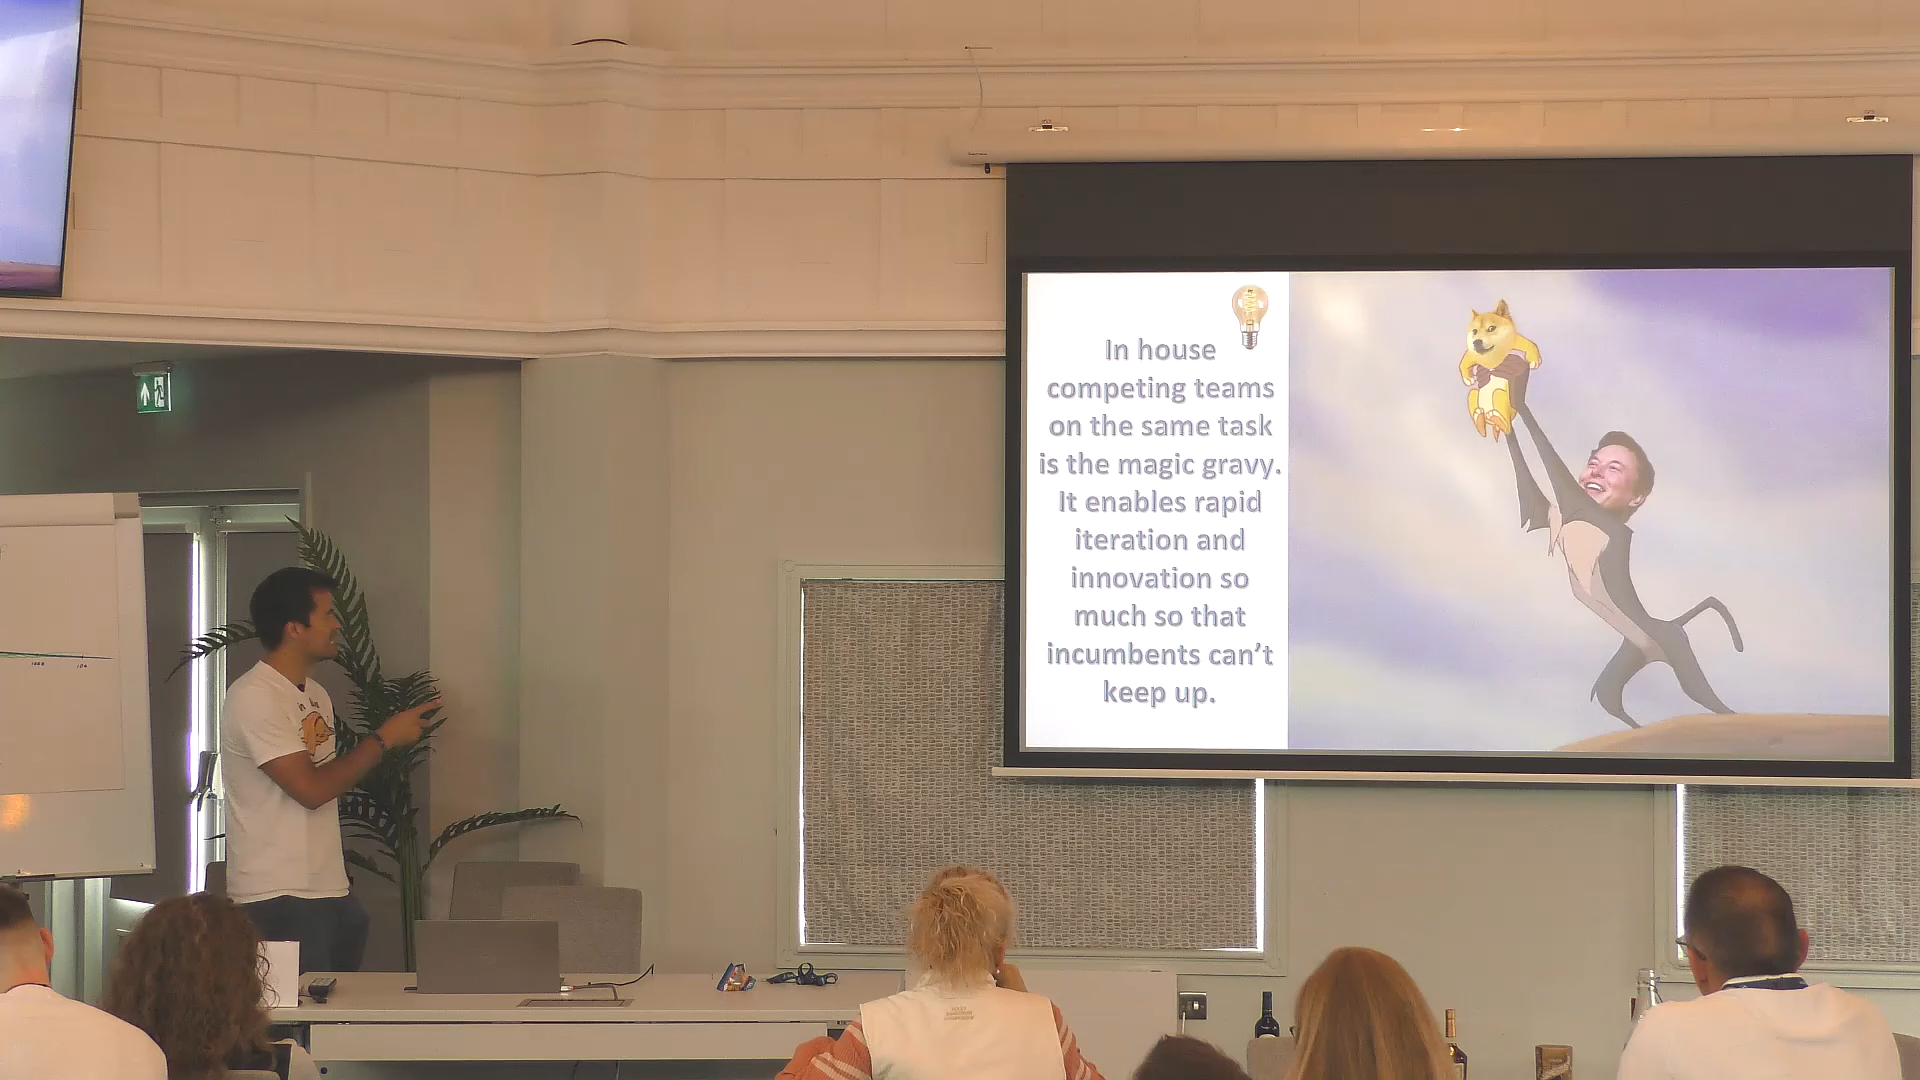 In house
competing teams
on the same task
is the magic gravy.
It enables rapid
iteration and
innovation so
much so that
incumbents can’t
keep up.